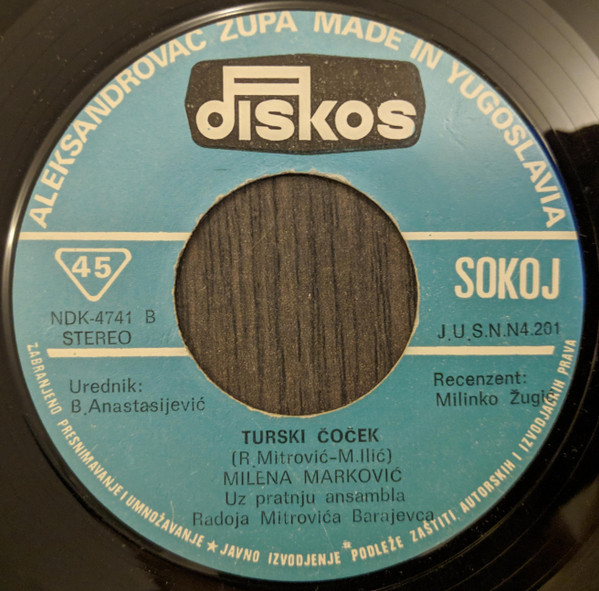 ALEKSANDROVAC ŽUPA MADE IN YUGOSLAVIA
diskos
45
SOKOJ
NDK-4741 B
STEREO
J.U.S.N.N4.201
Urednik:
B.Anastasijević
Recenzent:
Milinko Žugić
TURSKI ČOČEK
(R.Mitrović-M.Ilić)
MILENA MARKOVIĆ
Uz pratnju ansambla
Radoja Mitrovića Barajevca
ZABRANJENO PRESNIMAVANJE I UMNOŽAVANJE ★ JAVNO IZVODJENJE PODLEŽE ZAŠTITI AUTORSKIH I IZVODJAČKIH PRAVA